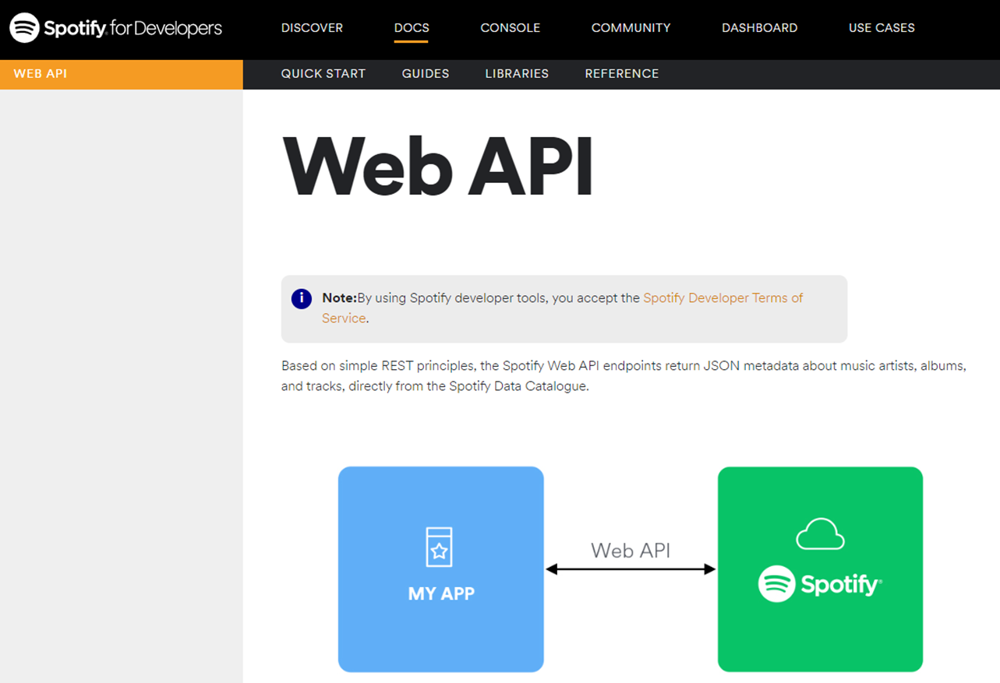 Spotify for Developers
DISCOVER
DOCS
CONSOLE
COMMUNITY
DASHBOARD
USE CASES
WEB API
QUICK START
GUIDES
LIBRARIES
REFERENCE
Web API
Note:By using Spotify developer tools, you accept the Spotify Developer Terms of
Service.
Based on simple REST principles, the Spotify Web API endpoints return JSON metadata about music artists, albums,
and tracks, directly from the Spotify Data Catalogue.
MY APP
Web API
Spotify